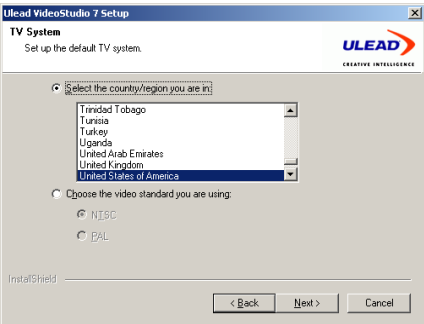 Ulead VideoStudio 7 Setup
TV System
Set up the default TV system.
ULEAD
CREATIVE INTELLIGENCE
Select the country/region you are in:
Trinidad Tobago
Tunisia
Turkey
Uganda
United Arab Emirates
United Kingdom
United States of America
Choose the video standard you are using:
NTSC
PAL
InstallShield
< Back
Next >
Cancel